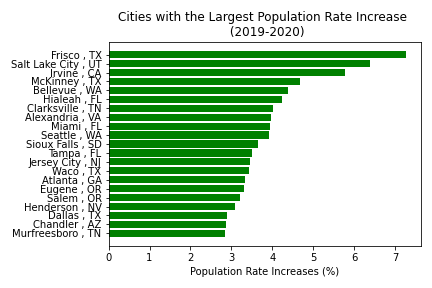 Cities with the Largest Population Rate Increase
(2019-2020)
Frisco , TX
Salt Lake City , UT
Irvine , CA
McKinney , TX
Bellevue , WA
Hialeah , FL
Clarksville , TN
Alexandria , VA
Miami , FL
Seattle , WA
Sioux Falls , SD
Tampa , FL
Jersey City , NJ
Waco , TX
Atlanta , GA
Eugene , OR
Salem , OR
Henderson , NV
Dallas , TX
Chandler , AZ
Murfreesboro , TN
0 1 2 3 4 5 6 7
Population Rate Increases (%)